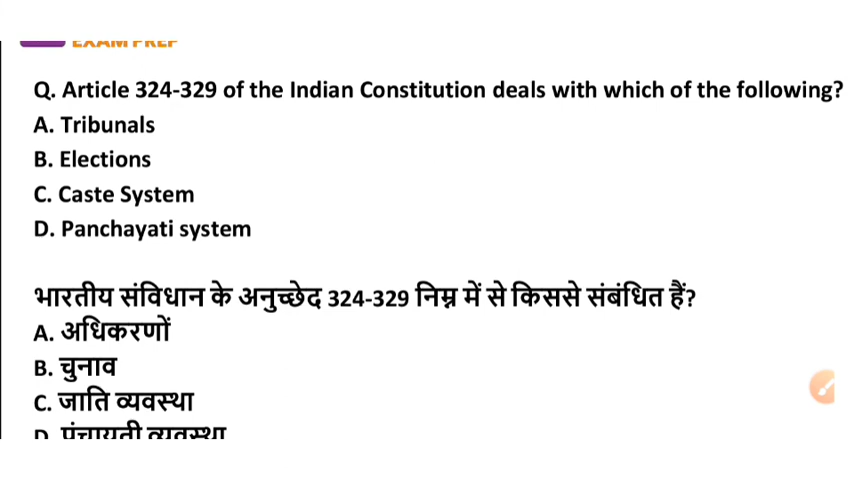 EXAM PREP
Q. Article 324-329 of the Indian Constitution deals with which of the following?
A. Tribunals
B. Elections
C. Caste System
D. Panchayati system
भारतीय संविधान के अनुच्छेद 324-329 निम्न में से किससे संबंधित हैं?
A. अधिकरणों
B. चुनाव
C. जाति व्यवस्था
D. पंचायती व्यवस्था